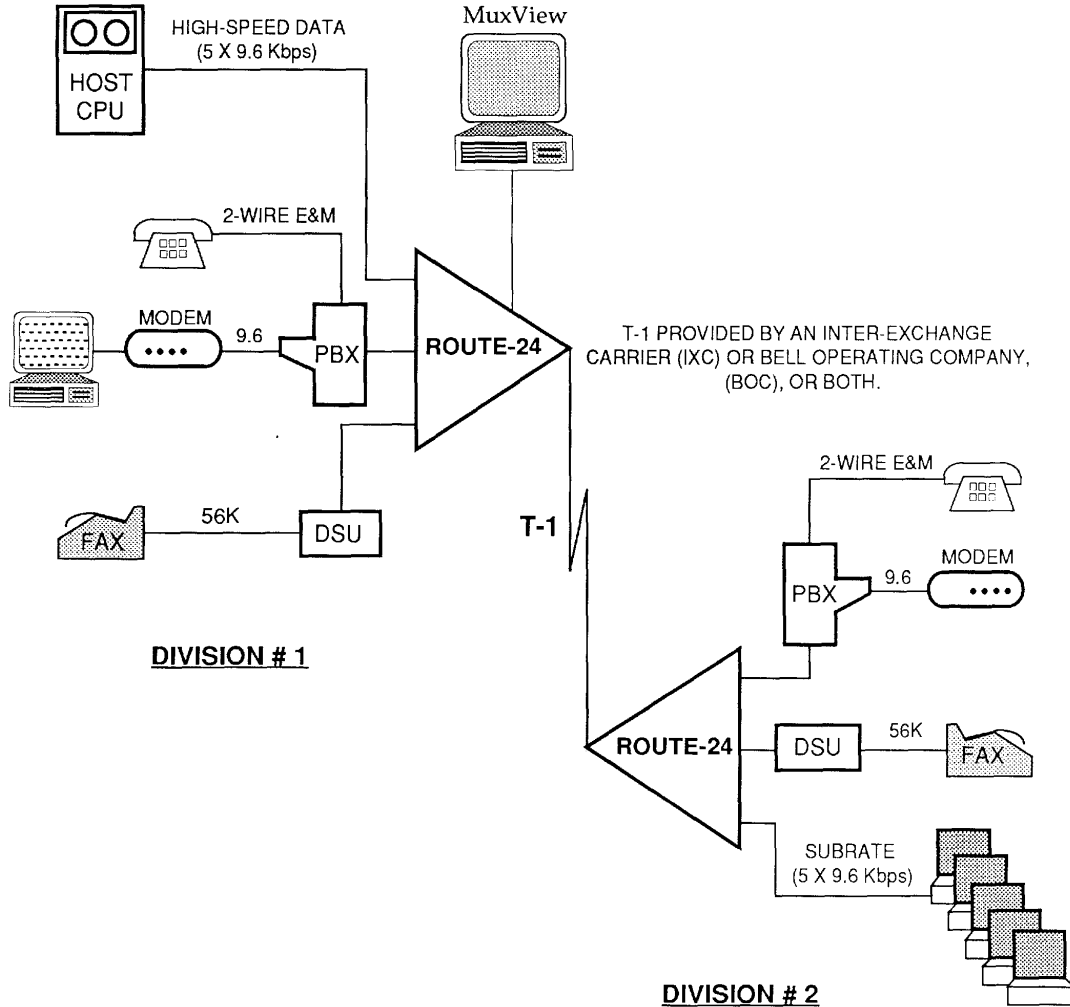 MuxView
HIGH-SPEED DATA
(5 X 9.6 Kbps)
HOST
CPU
2-WIRE E&M
MODEM
9.6
PBX
ROUTE-24
T-1 PROVIDED BY AN INTER-EXCHANGE
CARRIER (IXC) OR BELL OPERATING COMPANY,
(BOC), OR BOTH.
56K
FAX
DSU
T-1
DIVISION # 1
2-WIRE E&M
MODEM
9.6
PBX
ROUTE-24
DSU
56K
FAX
SUBRATE
(5 X 9.6 Kbps)
DIVISION # 2